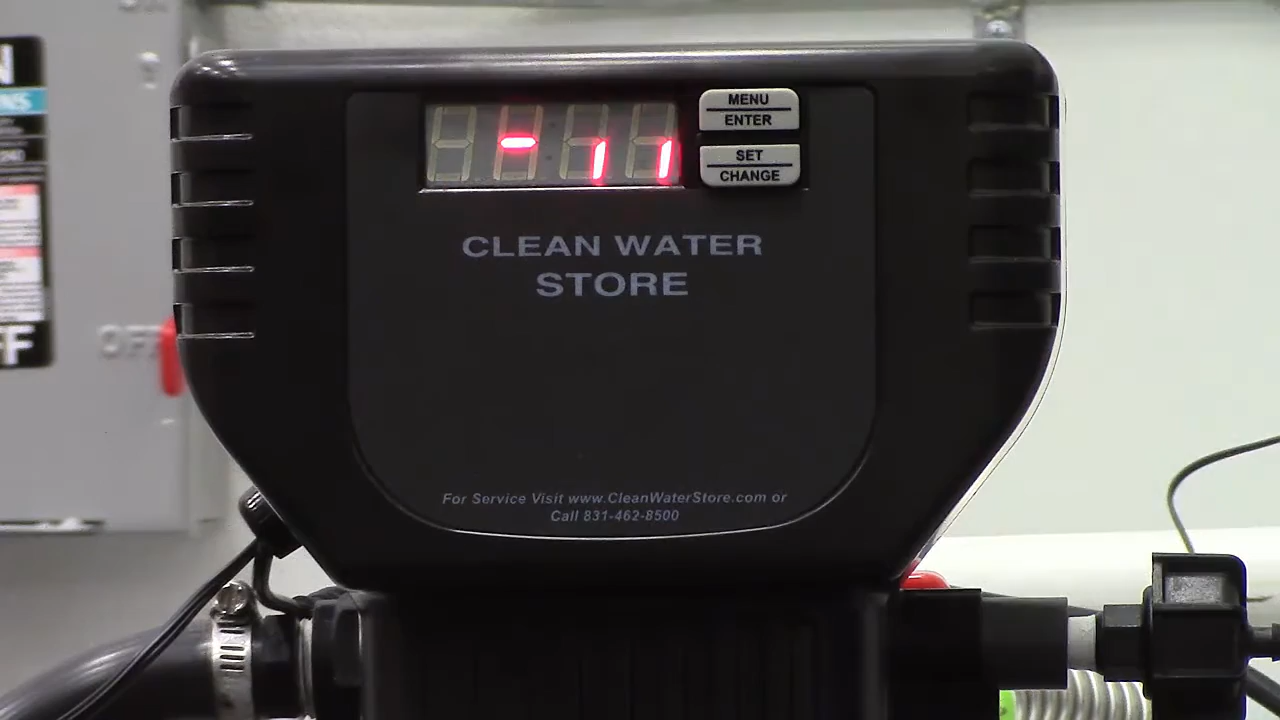 - 11
MENU
ENTER
SET
CHANGE
CLEAN WATER
STORE
For Service Visit www.CleanWaterStore.com or
Call 831-462-8500
OFF